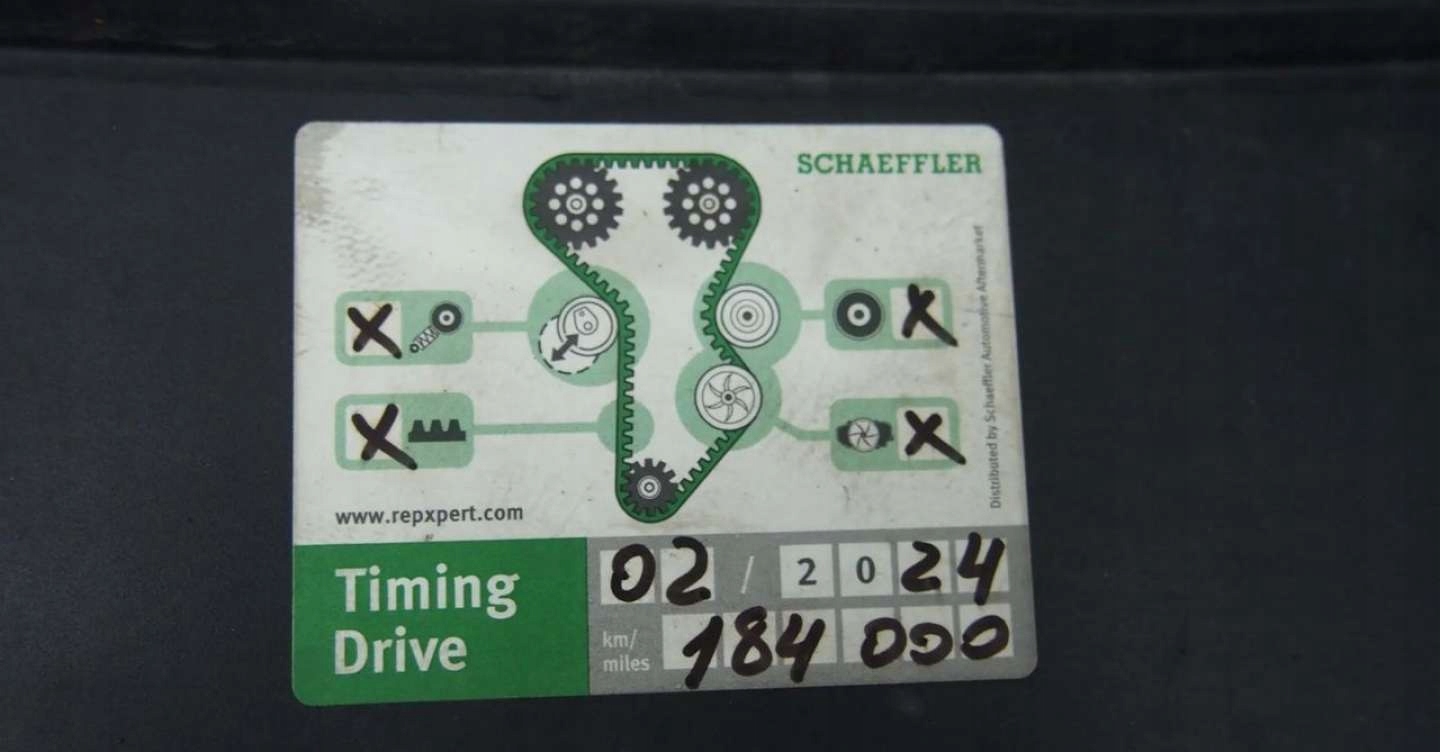 SCHAEFFLER
X
X
X
X
Distributed by Schaeffler Automotive Aftermarket
www.repxpert.com
Timing
Drive
02 / 2024
km/
miles
184 000